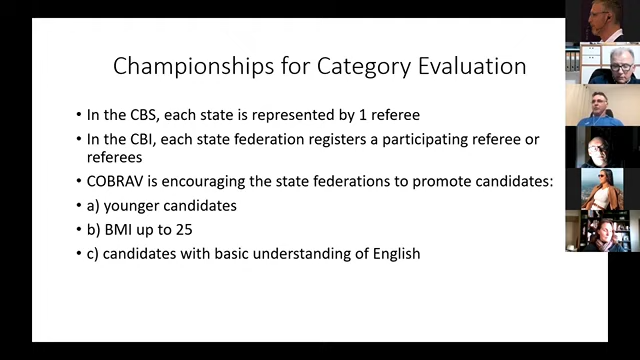 Championships for Category Evaluation
• In the CBS, each state is represented by 1 referee
• In the CBI, each state federation registers a participating referee or
referees
• COBRAV is encouraging the state federations to promote candidates:
• a) younger candidates
• b) BMI up to 25
• c) candidates with basic understanding of English